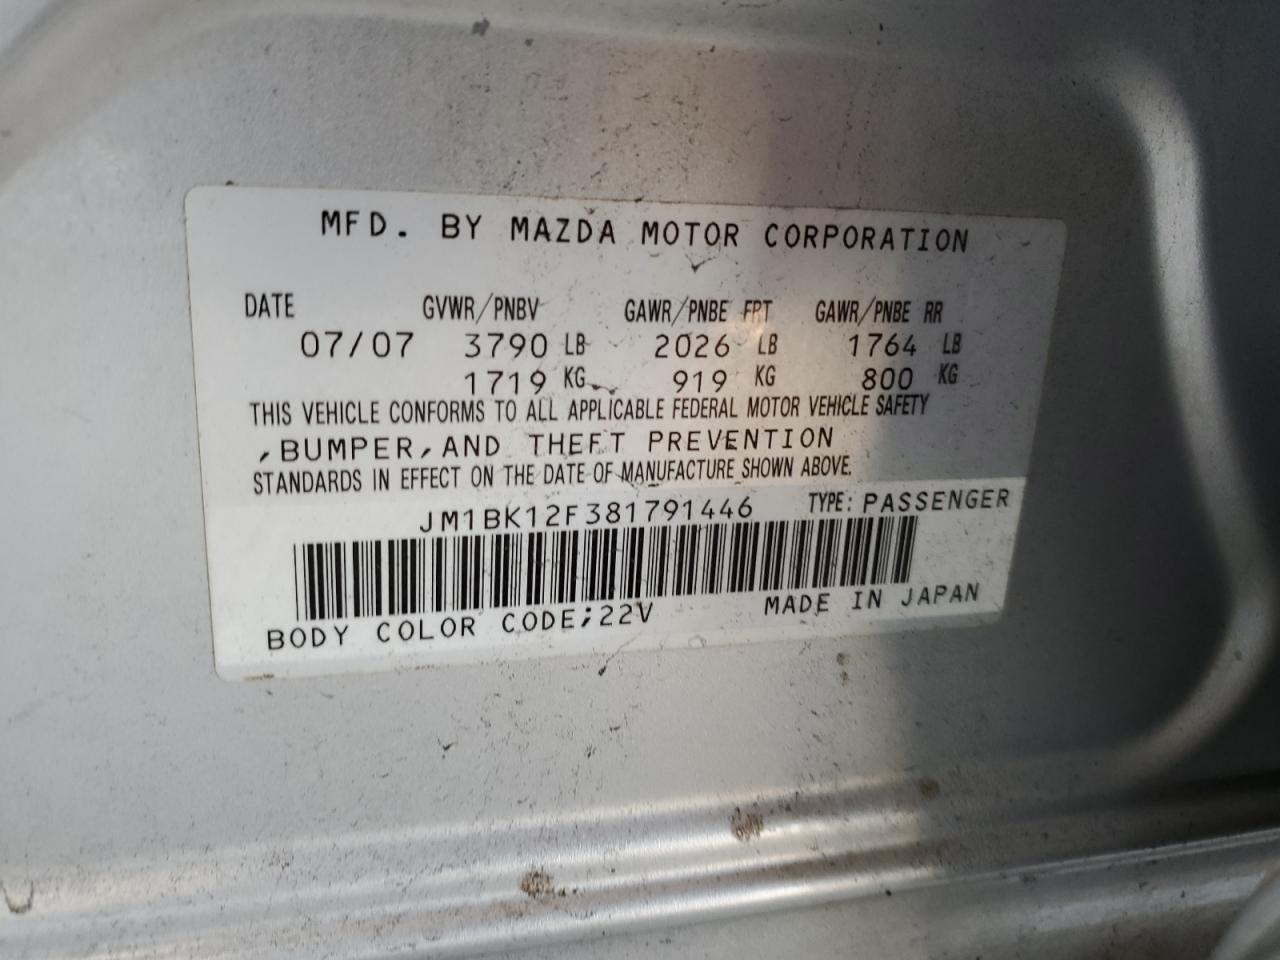 MFD. BY MAZDA MOTOR CORPORATION
DATE GVWR/PNBV GAWR/PNBE FRT GAWR/PNBE RR
07/07 3790 LB 2026 LB 1764 LB
1719 KG 919 KG 800 KG
THIS VEHICLE CONFORMS TO ALL APPLICABLE FEDERAL MOTOR VEHICLE SAFETY
,BUMPER,AND THEFT PREVENTION
STANDARDS IN EFFECT ON THE DATE OF MANUFACTURE SHOWN ABOVE.
JM1BK12F381791446 TYPE: PASSENGER
BODY COLOR CODE;22V MADE IN JAPAN